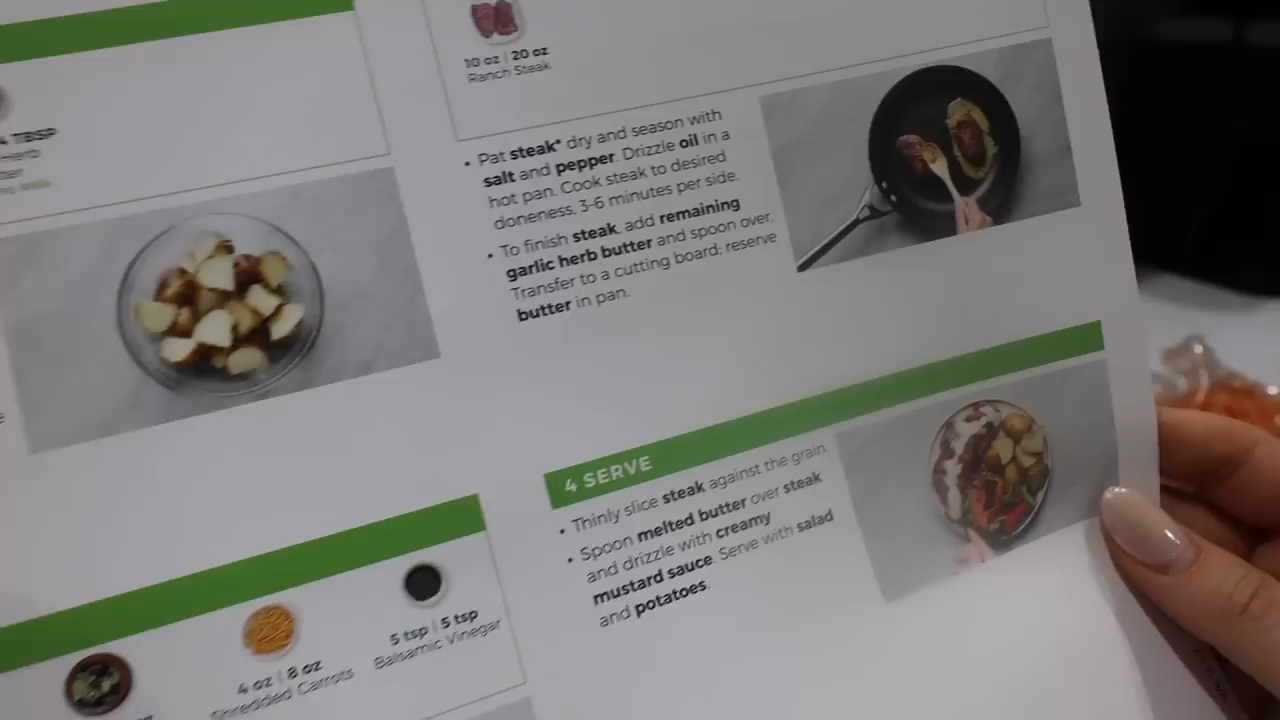 4 TBSP
10 oz | 20 oz
Ranch Steak
• Pat steak* dry and season with
salt and pepper. Drizzle oil in a
hot pan. Cook steak to desired
doneness, 3-6 minutes per side.
• To finish steak, add remaining
garlic herb butter and spoon over.
Transfer to a cutting board; reserve
butter in pan.
4 SERVE
• Thinly slice steak against the grain.
• Spoon melted butter over steak
and drizzle with creamy
mustard sauce. Serve with salad
and potatoes.
4 oz | 8 oz
Shredded Carrots
5 tsp | 5 tsp
Balsamic Vinegar